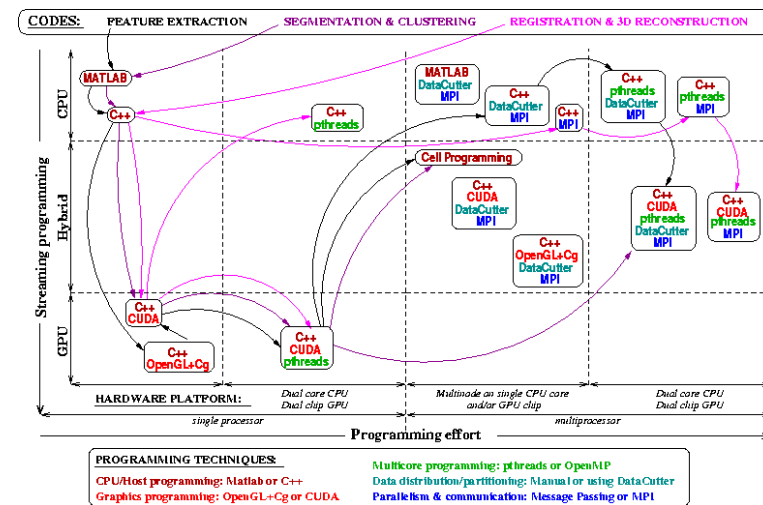 CODES: FEATURE EXTRACTION SEGMENTATION & CLUSTERING REGISTRATION & 3D RECONSTRUCTION
Streaming programming
CPU
Hybrid
GPU
MATLAB
C++
C++
pthreads
MATLAB
DataCutter
MPI
C++
DataCutter
MPI
C++
MPI
C++
pthreads
DataCutter
MPI
C++
pthreads
MPI
Cell Programming
C++
CUDA
DataCutter
MPI
C++
OpenGL+Cg
DataCutter
MPI
C++
CUDA
pthreads
DataCutter
MPI
C++
CUDA
pthreads
MPI
C++
CUDA
C++
OpenGL+Cg
C++
CUDA
pthreads
HARDWARE PLATFORM:
Dual core CPU
Dual chip GPU
Multinode on single CPU core
and/or GPU chip
Dual core CPU
Dual chip GPU
single processor
multiprocessor
Programming effort
PROGRAMMING TECHNIQUES:
CPU/Host programming: Matlab or C++
Graphics programming: OpenGL+Cg or CUDA
Multicore programming: pthreads or OpenMP
Data distribution/partitioning: Manual or using DataCutter
Parallelism & communication: Message Passing or MPI